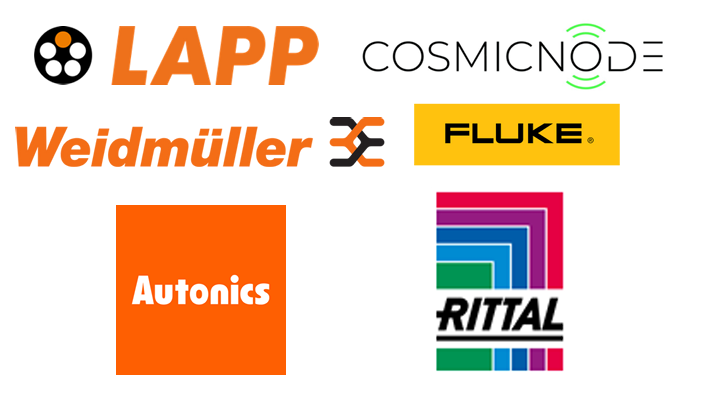 LAPP
COSMICNODE
Weidmüller
FLUKE®
Autonics
RITTAL